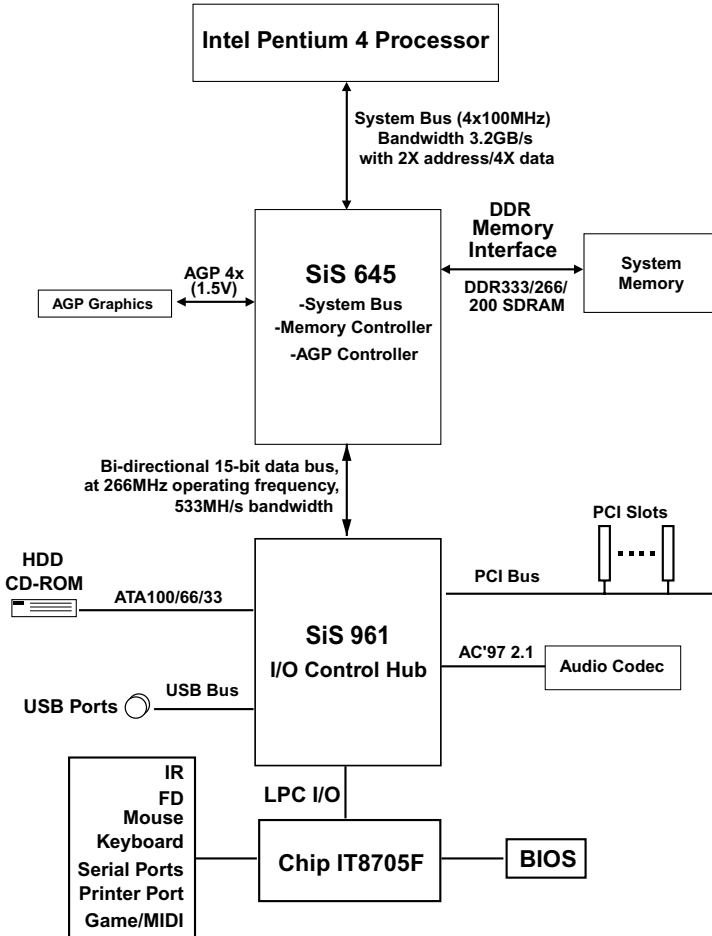 Intel Pentium 4 Processor
System Bus (4x100MHz)
Bandwidth 3.2GB/s
with 2X address/4X data
DDR
Memory
Interface
SiS 645
-System Bus
-Memory Controller
-AGP Controller
AGP 4x
(1.5V)
AGP Graphics
DDR333/266/
200 SDRAM
System
Memory
Bi-directional 15-bit data bus,
at 266MHz operating frequency,
533MH/s bandwidth
PCI Slots
PCI Bus
HDD
CD-ROM
ATA100/66/33
SiS 961
I/O Control Hub
AC'97 2.1
Audio Codec
USB Ports
USB Bus
LPC I/O
IR
FD
Mouse
Keyboard
Serial Ports
Printer Port
Game/MIDI
Chip IT8705F
BIOS